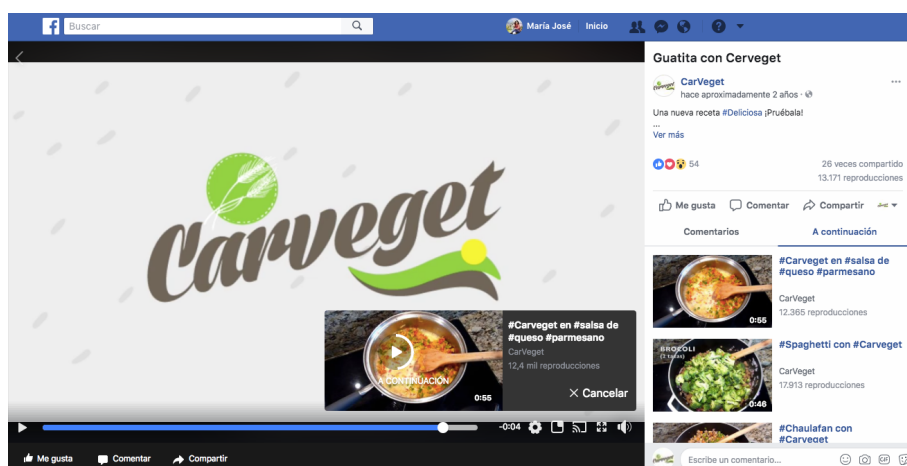 Buscar
María José Inicio
Guatita con Cerveget
CarVeget
hace aproximadamente 2 años ·
Una nueva receta #Deliciosa ¡Pruébala!
...
Ver más
54
26 veces compartido
13.171 reproducciones
Me gusta Comentar Compartir
Comentarios A continuación
Carveget
#Carveget en #salsa de
#queso #parmesano
CarVeget
12,4 mil reproducciones
A CONTINUACIÓN
0:55
Cancelar
-0:04
Me gusta Comentar Compartir
#Carveget en #salsa de
#queso #parmesano
CarVeget
12.365 reproducciones
0:55
BROCOLI
(2 tazas)
#Spaghetti con #Carveget
CarVeget
17.913 reproducciones
0:46
#Chaulafan con
#Carveget
Escribe un comentario...
GIF